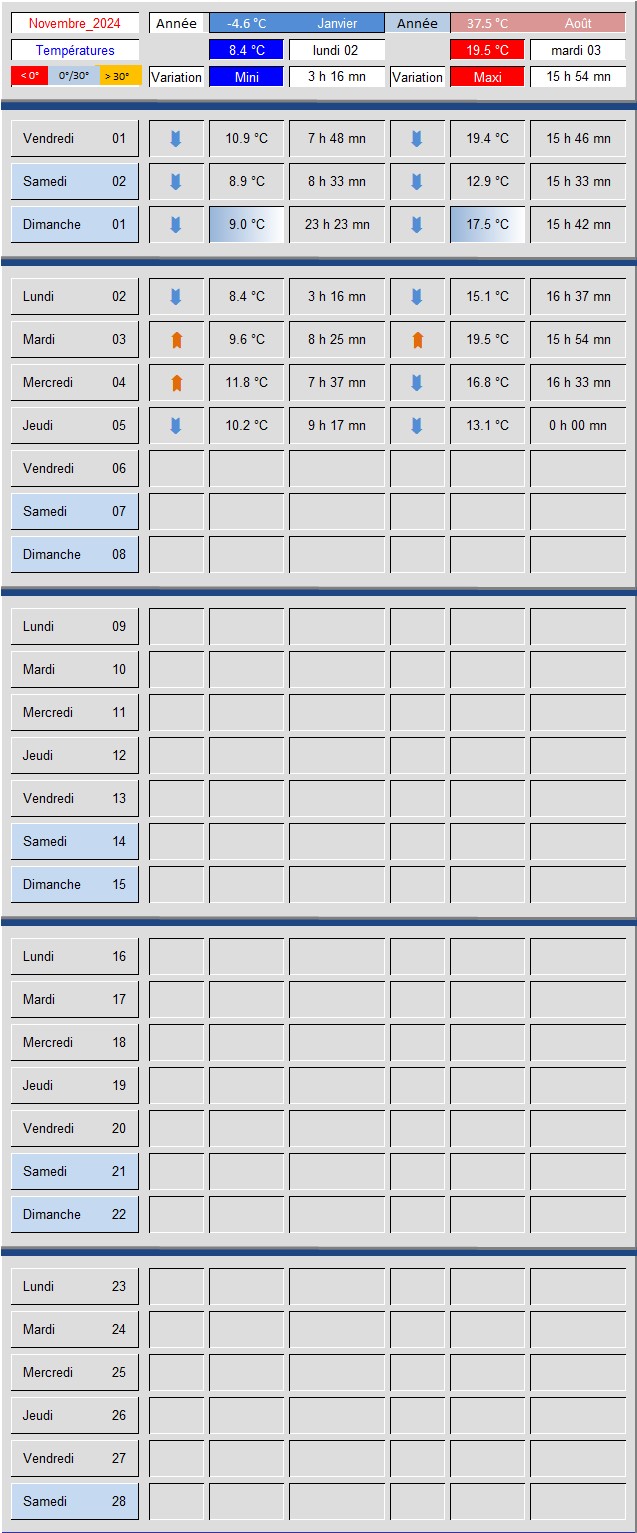 Novembre_2024 Année -4.6 °C Janvier Année 37.5 °C Août
Températures 8.4 °C lundi 02 19.5 °C mardi 03
< 0° 0°/30° > 30° Variation Mini 3 h 16 mn Variation Maxi 15 h 54 mn
Vendredi 01 10.9 °C 7 h 48 mn 19.4 °C 15 h 46 mn
Samedi 02 8.9 °C 8 h 33 mn 12.9 °C 15 h 33 mn
Dimanche 01 9.0 °C 23 h 23 mn 17.5 °C 15 h 42 mn
Lundi 02 8.4 °C 3 h 16 mn 15.1 °C 16 h 37 mn
Mardi 03 9.6 °C 8 h 25 mn 19.5 °C 15 h 54 mn
Mercredi 04 11.8 °C 7 h 37 mn 16.8 °C 16 h 33 mn
Jeudi 05 10.2 °C 9 h 17 mn 13.1 °C 0 h 00 mn
Vendredi 06
Samedi 07
Dimanche 08
Lundi 09
Mardi 10
Mercredi 11
Jeudi 12
Vendredi 13
Samedi 14
Dimanche 15
Lundi 16
Mardi 17
Mercredi 18
Jeudi 19
Vendredi 20
Samedi 21
Dimanche 22
Lundi 23
Mardi 24
Mercredi 25
Jeudi 26
Vendredi 27
Samedi 28